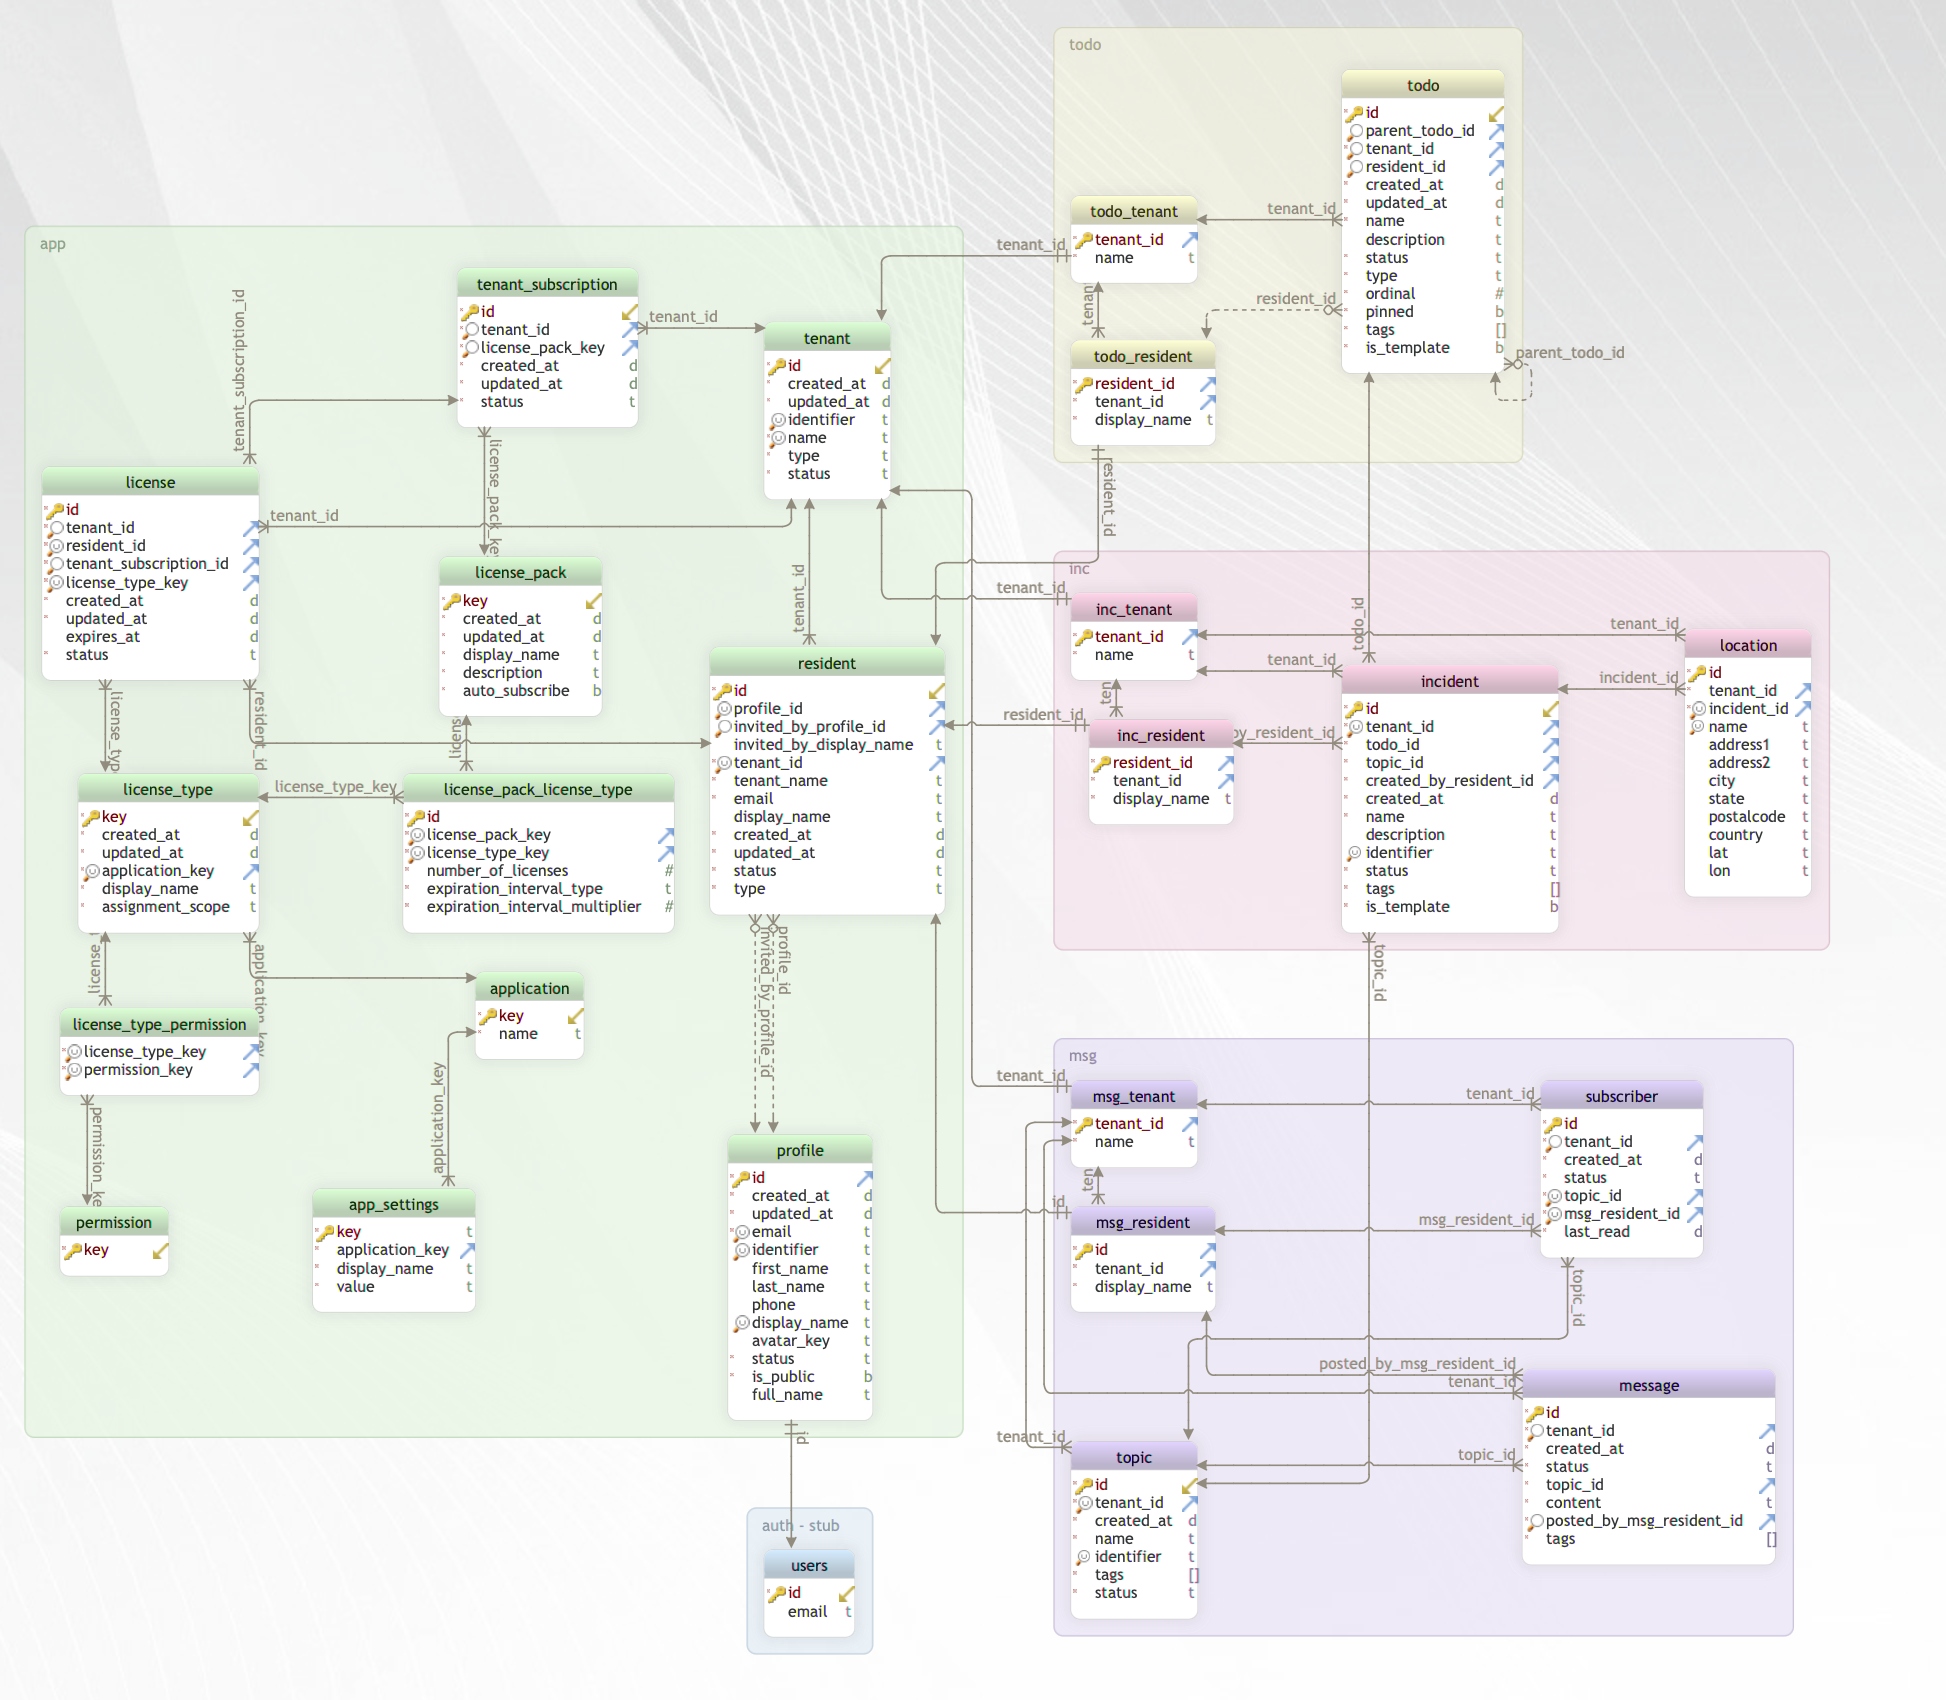 todo
todo
id
parent_todo_id
tenant_id
resident_id
created_at d
updated_at d
name t
description t
status t
type t
ordinal #
pinned b
tags []
is_template b
parent_todo_id
tenant_id
resident_id
todo_tenant
tenant_id
name t
tenant_id
tenan
todo_resident
resident_id
tenant_id
display_name t
resident_id
app
tenant_subscription
id
tenant_id
license_pack_key
created_at d
updated_at d
status t
tenant_id
tenant_subscription_id
license_pack_ke
tenant
id
created_at d
updated_at d
identifier t
name t
type t
status t
license
id
tenant_id
resident_id
tenant_subscription_id
license_type_key
created_at d
updated_at d
expires_at d
status t
tenant_id
license_typ
resident_id
license_pack
key
created_at d
updated_at d
display_name t
description t
auto_subscribe b
licens
tenant_id
resident
id
profile_id
invited_by_profile_id
invited_by_display_name t
tenant_id
tenant_name t
email t
display_name t
created_at d
updated_at d
status t
type t
profile_id
invited_by_profile_id
license_type
key
created_at d
updated_at d
application_key
display_name t
assignment_scope t
license_type_key
license_pack_license_type
id
license_pack_key
license_type_key
number_of_licenses #
expiration_interval_type t
expiration_interval_multiplier #
license_
application_key
application
key
name t
license_type_permission
license_type_key
permission_key
permission_ke
permission
key
application_key
app_settings
key t
application_key
display_name t
value t
profile
id
created_at d
updated_at d
email t
identifier t
first_name t
last_name t
phone t
display_name t
avatar_key t
status t
is_public b
full_name t
id
auth - stub
users
id
email t
inc
tenant_id
inc_tenant
tenant_id
name t
ten
resident_id
inc_resident
resident_id
tenant_id
display_name t
todo_id
tenant_id
tenant_id
incident_id
by_resident_id
incident
id
tenant_id
todo_id
topic_id
created_by_resident_id
created_at d
name t
description t
identifier t
status t
tags []
is_template b
topic_id
location
id
tenant_id
incident_id
name t
address1 t
address2 t
city t
state t
postalcode t
country t
lat t
lon t
msg
tenant_id
msg_tenant
tenant_id
name t
ten
id
msg_resident
id
tenant_id
display_name t
tenant_id
msg_resident_id
subscriber
id
tenant_id
created_at d
status t
topic_id
msg_resident_id
last_read d
topic_id
posted_by_msg_resident_id
tenant_id
topic_id
message
id
tenant_id
created_at d
status t
topic_id
content t
posted_by_msg_resident_id
tags []
tenant_id
topic
id
tenant_id
created_at d
name t
identifier t
tags []
status t